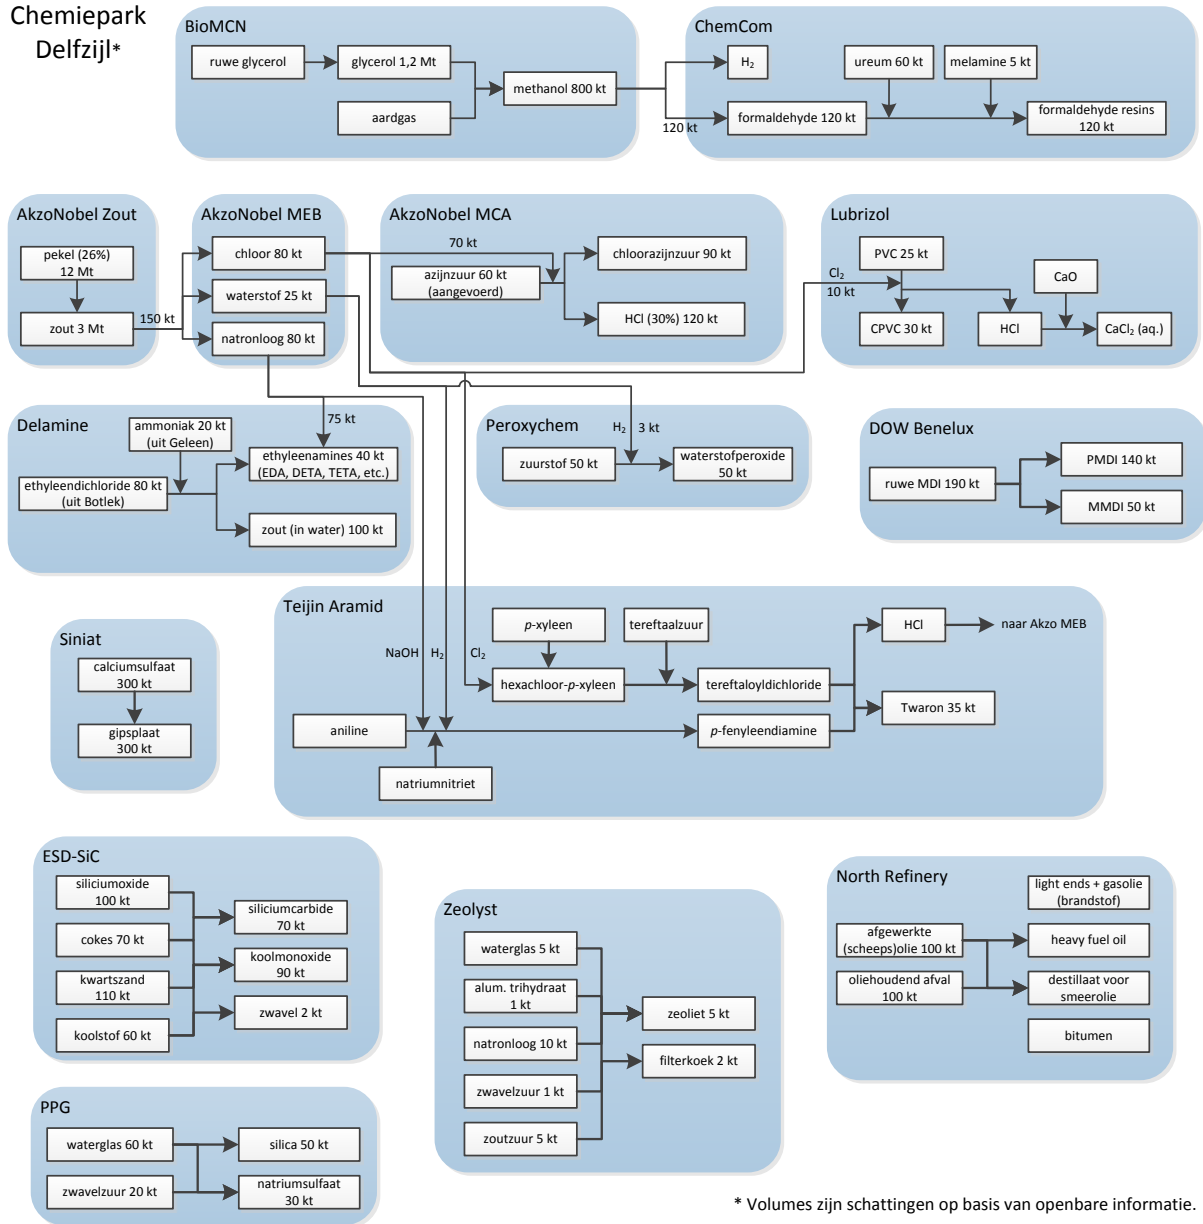 Chemiepark
Delfzijl*
BioMCN
ruwe glycerol
glycerol 1,2 Mt
aardgas
methanol 800 kt
120 kt
ChemCom
H₂
ureum 60 kt
melamine 5 kt
formaldehyde 120 kt
formaldehyde resins
120 kt
AkzoNobel Zout
pekel (26%)
12 Mt
zout 3 Mt
150 kt
AkzoNobel MEB
chloor 80 kt
waterstof 25 kt
natronloog 80 kt
AkzoNobel MCA
70 kt
azijnzuur 60 kt
(aangevoerd)
chloorazijnzuur 90 kt
HCl (30%) 120 kt
Lubrizol
Cl₂
10 kt
PVC 25 kt
CaO
CPVC 30 kt
HCl
CaCl₂ (aq.)
Delamine
ammoniak 20 kt
(uit Geleen)
75 kt
ethyleendichloride 80 kt
(uit Botlek)
ethyleenamines 40 kt
(EDA, DETA, TETA, etc.)
zout (in water) 100 kt
Peroxychem
H₂
3 kt
zuurstof 50 kt
waterstofperoxide
50 kt
DOW Benelux
ruwe MDI 190 kt
PMDI 140 kt
MMDI 50 kt
Siniat
calciumsulfaat
300 kt
gipsplaat
300 kt
Teijin Aramid
NaOH
H₂
Cl₂
p-xyleen
tereftaalzuur
hexachloor-p-xyleen
tereftaloyldichloride
HCl
naar Akzo MEB
Twaron 35 kt
aniline
p-fenyleendiamine
natriumnitriet
ESD-SiC
siliciumoxide
100 kt
cokes 70 kt
kwartszand
110 kt
koolstof 60 kt
siliciumcarbide
70 kt
koolmonoxide
90 kt
zwavel 2 kt
Zeolyst
waterglas 5 kt
alum. trihydraat
1 kt
natronloog 10 kt
zwavelzuur 1 kt
zoutzuur 5 kt
zeoliet 5 kt
filterkoek 2 kt
North Refinery
afgewerkte
(scheeps)olie 100 kt
oliehoudend afval
100 kt
light ends + gasolie
(brandstof)
heavy fuel oil
destillaat voor
smeerolie
bitumen
PPG
waterglas 60 kt
zwavelzuur 20 kt
silica 50 kt
natriumsulfaat
30 kt
* Volumes zijn schattingen op basis van openbare informatie.